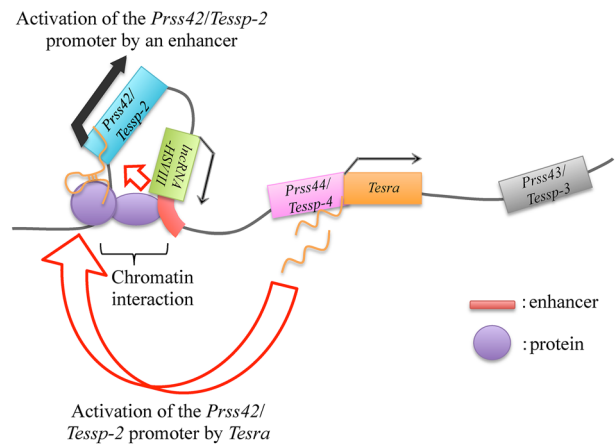 Activation of the Prss42/Tessp-2
promoter by an enhancer
Prss42/
Tessp-2
lncRNA
-HSVIII
Prss44/
Tessp-4
Tesra
Prss43/
Tessp-3
Chromatin
interaction
: enhancer
: protein
Activation of the Prss42/
Tessp-2 promoter by Tesra